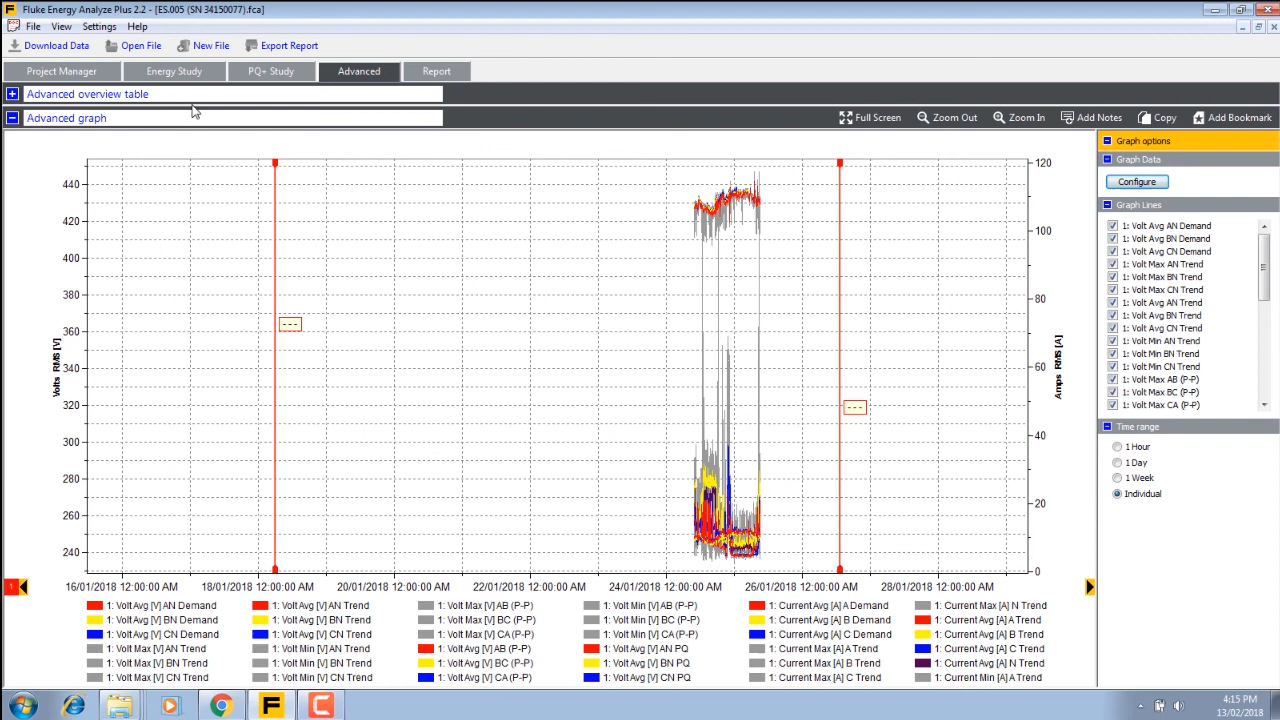 Fluke Energy Analyze Plus 2.2 - [ES.005 (SN 34150077).fca]
File View Settings Help
Download Data Open File New File Export Report
Project Manager Energy Study PQ+ Study Advanced Report
Advanced overview table
Advanced graph Full Screen Zoom Out Zoom In Add Notes Copy Add Bookmark
Graph options
Graph Data
Configure
Graph Lines
1: Volt Avg AN Demand
1: Volt Avg BN Demand
1: Volt Avg CN Demand
1: Volt Max AN Trend
1: Volt Max BN Trend
1: Volt Max CN Trend
1: Volt Avg AN Trend
1: Volt Avg BN Trend
1: Volt Avg CN Trend
1: Volt Min AN Trend
1: Volt Min BN Trend
1: Volt Min CN Trend
1: Volt Max AB (P-P)
1: Volt Max BC (P-P)
1: Volt Max CA (P-P)
Time range
1 Hour
1 Day
1 Week
Individual
Volts RMS [V]
440
420
400
380
360
340
320
300
280
260
240
---
---
120
100
80
60
40
20
0
Amps RMS [A]
1
16/01/2018 12:00:00 AM 18/01/2018 12:00:00 AM 20/01/2018 12:00:00 AM 22/01/2018 12:00:00 AM 24/01/2018 12:00:00 AM 26/01/2018 12:00:00 AM 28/01/2018 12:00:00 AM
1: Volt Avg [V] AN Demand 1: Volt Avg [V] AN Trend 1: Volt Max [V] AB (P-P) 1: Volt Min [V] AB (P-P) 1: Current Avg [A] A Demand 1: Current Max [A] N Trend
1: Volt Avg [V] BN Demand 1: Volt Avg [V] BN Trend 1: Volt Max [V] BC (P-P) 1: Volt Min [V] BC (P-P) 1: Current Avg [A] B Demand 1: Current Avg [A] A Trend
1: Volt Avg [V] CN Demand 1: Volt Avg [V] CN Trend 1: Volt Max [V] CA (P-P) 1: Volt Min [V] CA (P-P) 1: Current Avg [A] C Demand 1: Current Avg [A] B Trend
1: Volt Max [V] AN Trend 1: Volt Min [V] AN Trend 1: Volt Avg [V] AB (P-P) 1: Volt Avg [V] AN PQ 1: Current Max [A] A Trend 1: Current Avg [A] C Trend
1: Volt Max [V] BN Trend 1: Volt Min [V] BN Trend 1: Volt Avg [V] BC (P-P) 1: Volt Avg [V] BN PQ 1: Current Max [A] B Trend 1: Current Avg [A] N Trend
1: Volt Max [V] CN Trend 1: Volt Min [V] CN Trend 1: Volt Avg [V] CA (P-P) 1: Volt Avg [V] CN PQ 1: Current Max [A] C Trend 1: Current Min [A] A Trend
4:15 PM
13/02/2018